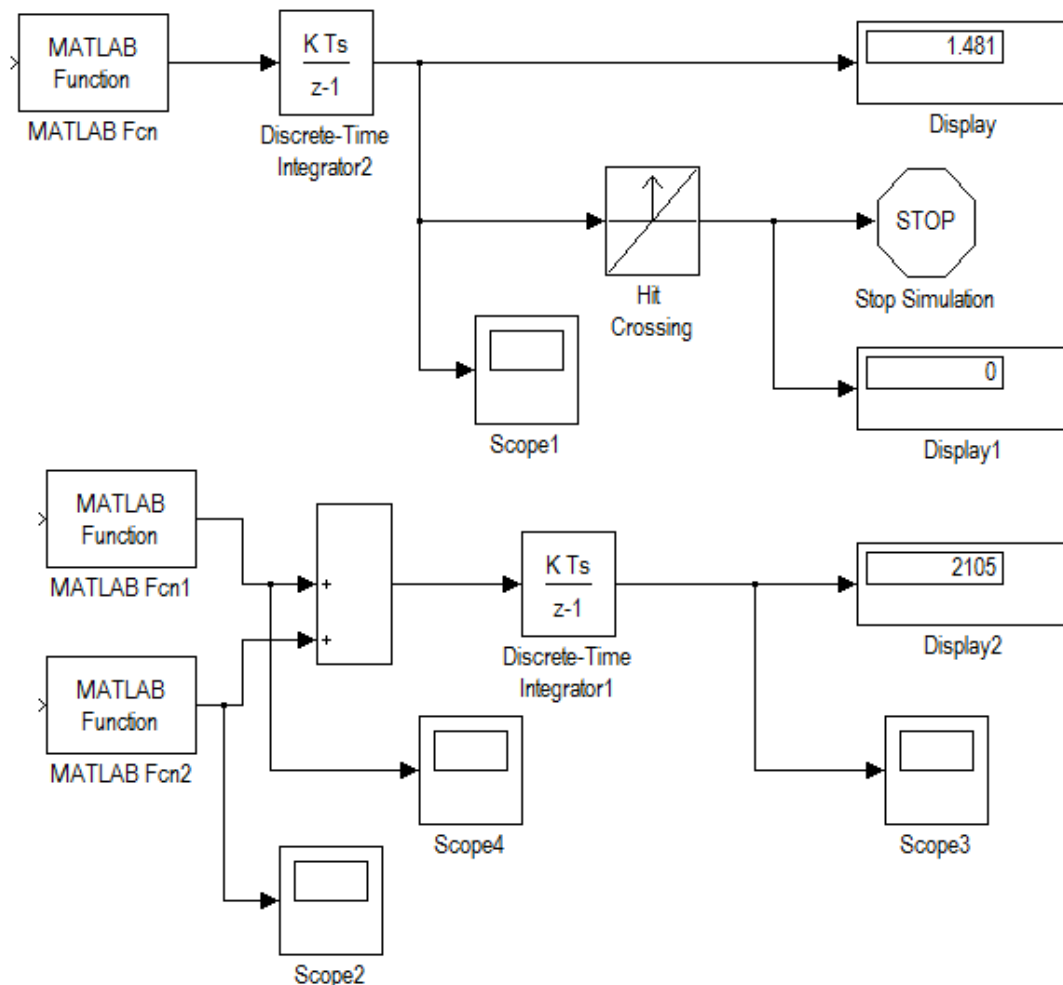 MATLAB
Function
MATLAB Fcn
K Ts
z-1
Discrete-Time
Integrator2
1.481
Display
Hit
Crossing
STOP
Stop Simulation
Scope1
0
Display1
MATLAB
Function
MATLAB Fcn1
+
+
K Ts
z-1
Discrete-Time
Integrator1
2105
Display2
MATLAB
Function
MATLAB Fcn2
Scope4
Scope3
Scope2